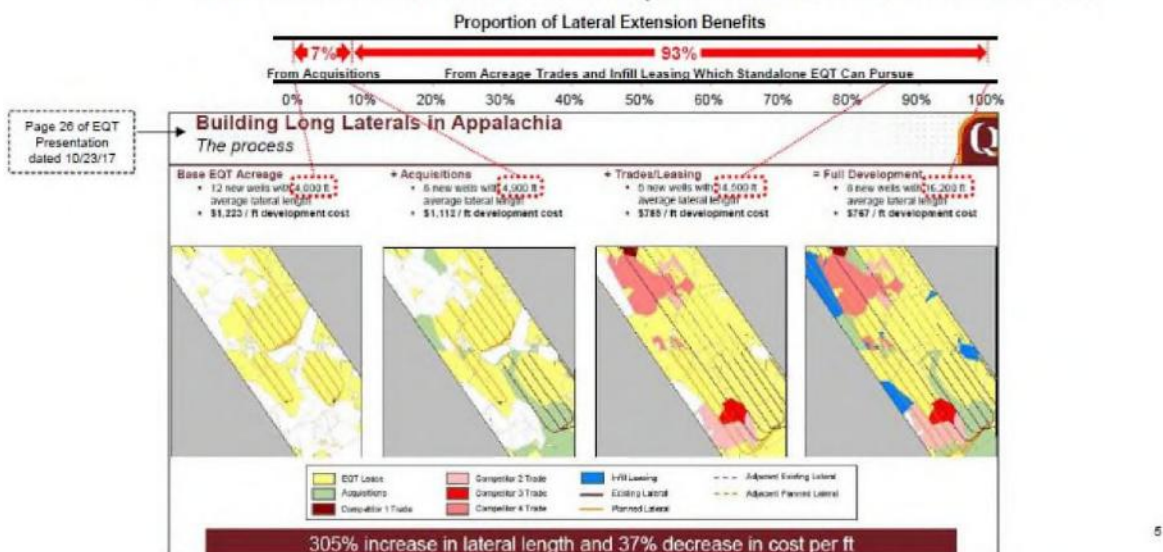 Proportion of Lateral Extension Benefits
7%
93%
From Acquisitions
From Acreage Trades and Infill Leasing Which Standalone EQT Can Pursue
0% 10% 20% 30% 40% 50% 60% 70% 80% 90% 100%
Page 26 of EQT
Presentation
dated 10/23/17
Building Long Laterals in Appalachia
The process
Q
Base EQT Acreage
• 12 new wells with 4,000 ft
average lateral length
• $1,223 / ft development cost
+ Acquisitions
• 6 new wells with 4,900 ft
average lateral length
• $1,112 / ft development cost
+ Trades/Leasing
• new wells with 14,500 ft
average lateral length
• $785 / ft development cost
= Full Development
• new wells with 16,200 ft
average lateral length
• $767 / ft development cost
EQT Lease
Acquisitions
Competitor 1 Trade
Competitor 2 Trade
Competitor 3 Trade
Competitor 4 Trade
Infill Leasing
Existing Lateral
Planned Lateral
Adjacent Existing Lateral
Adjacent Planned Lateral
305% increase in lateral length and 37% decrease in cost per ft
5